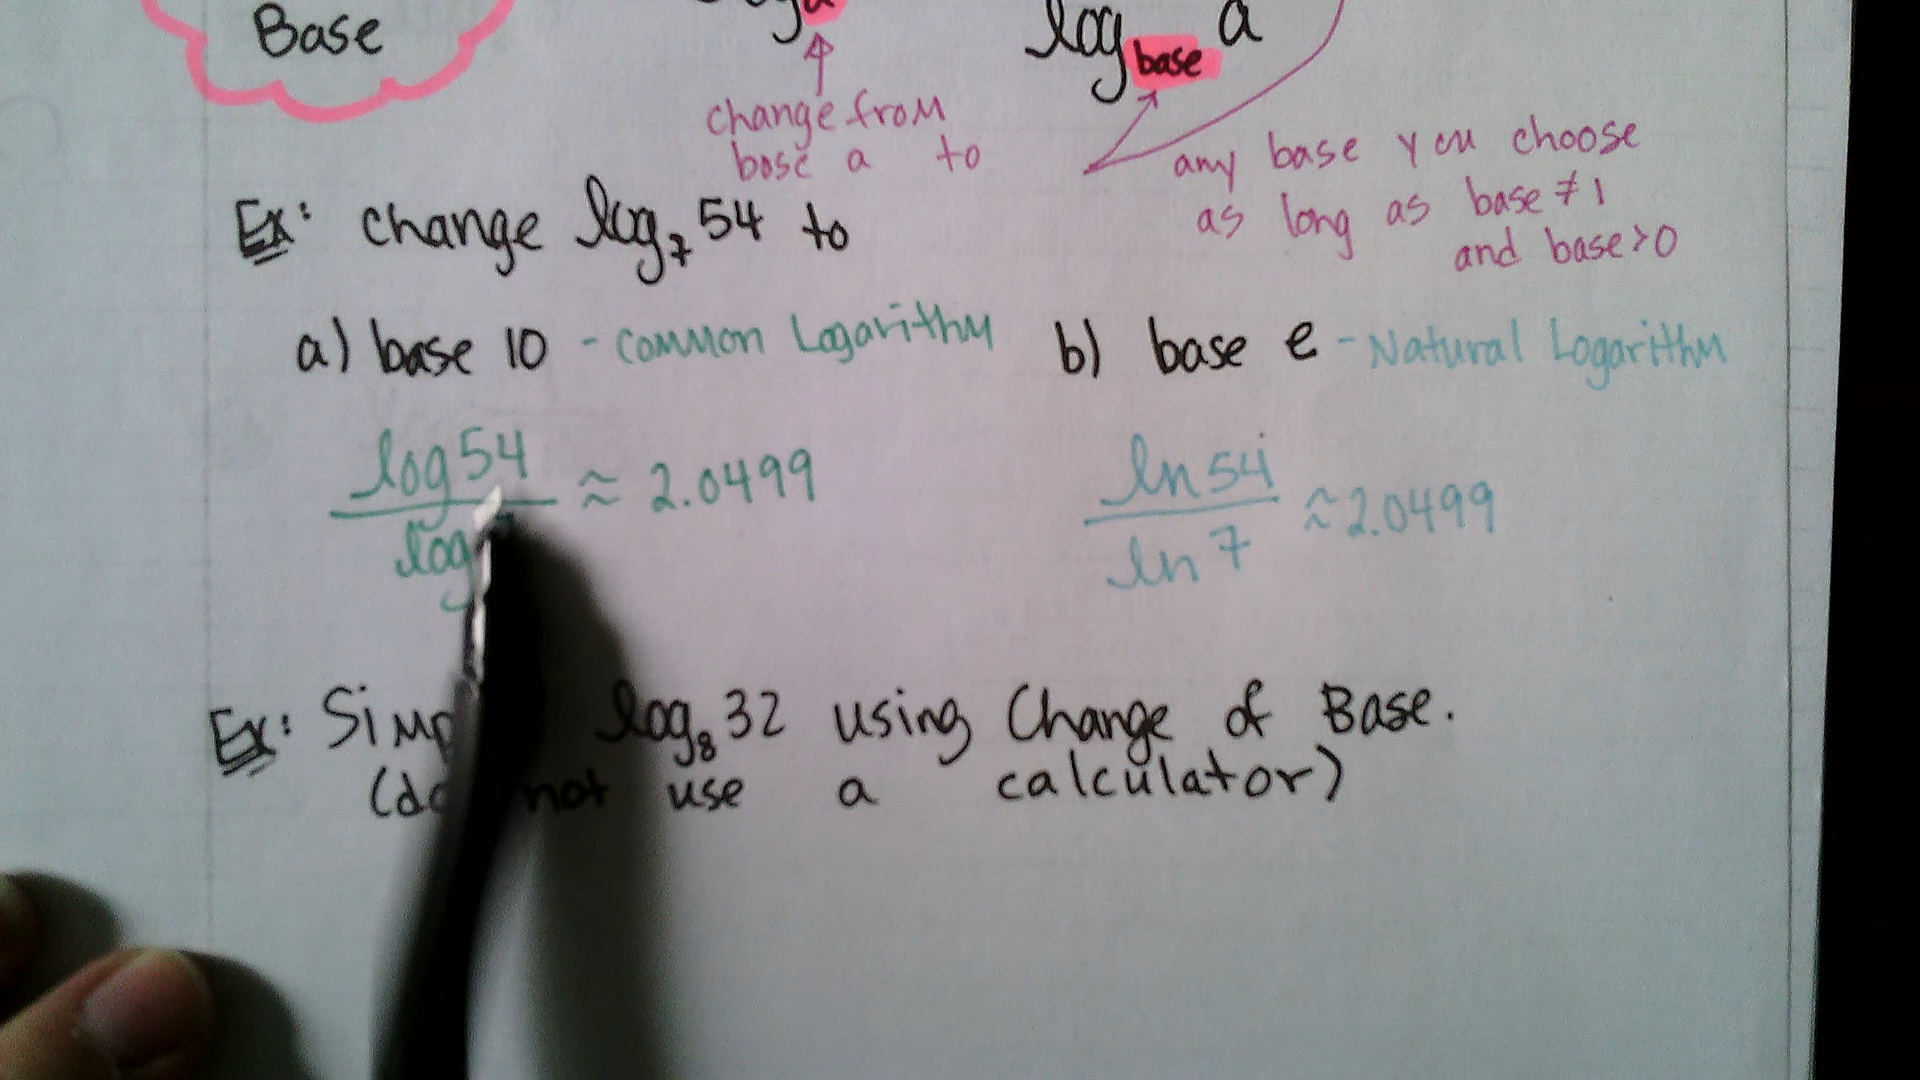 Base
log a
log base a
change from
base a to
any base you choose
as long as base ≠ 1
and base > 0
Ex: change log₇ 54 to
a) base 10 - Common Logarithm
b) base e - Natural Logarithm
log 54
log
≈ 2.0499
ln 54
ln 7
≈ 2.0499
Ex: log₈ 32 using Change of Base.
not use a calculator)